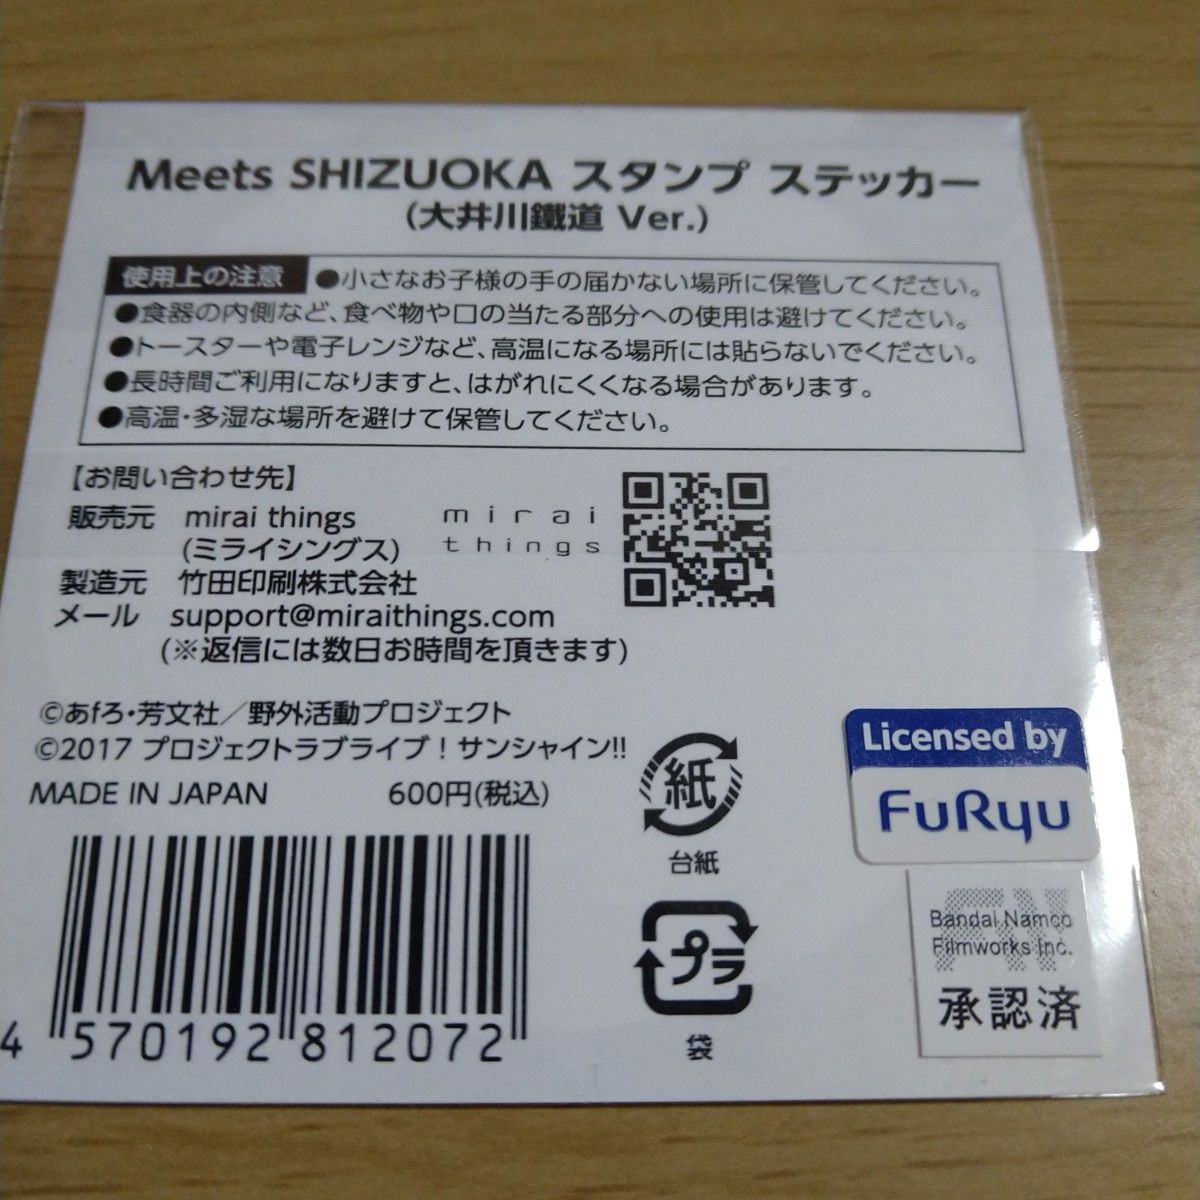 Meets SHIZUOKA スタンプ ステッカー
(大井川鐵道 Ver.)
使用上の注意 ●小さなお子様の手の届かない場所に保管してください。
●食器の内側など、食べ物や口の当たる部分への使用は避けてください。
●トースターや電子レンジなど、高温になる場所には貼らないでください。
●長時間ご利用になりますと、はがれにくくなる場合があります。
●高温・多湿な場所を避けて保管してください。
【お問い合わせ先】
販売元 mirai things
(ミライシングス)
mirai
things
製造元 竹田印刷株式会社
メール support@miraithings.com
(※返信には数日お時間を頂きます)
©あfろ・芳文社／野外活動プロジェクト
©2017 プロジェクトラブライブ！サンシャイン!!
MADE IN JAPAN 600円(税込)
4 570192 812072
紙
台紙
プラ
袋
Licensed by
FuRyu
Bandai Namco
Filmworks Inc.
承認済